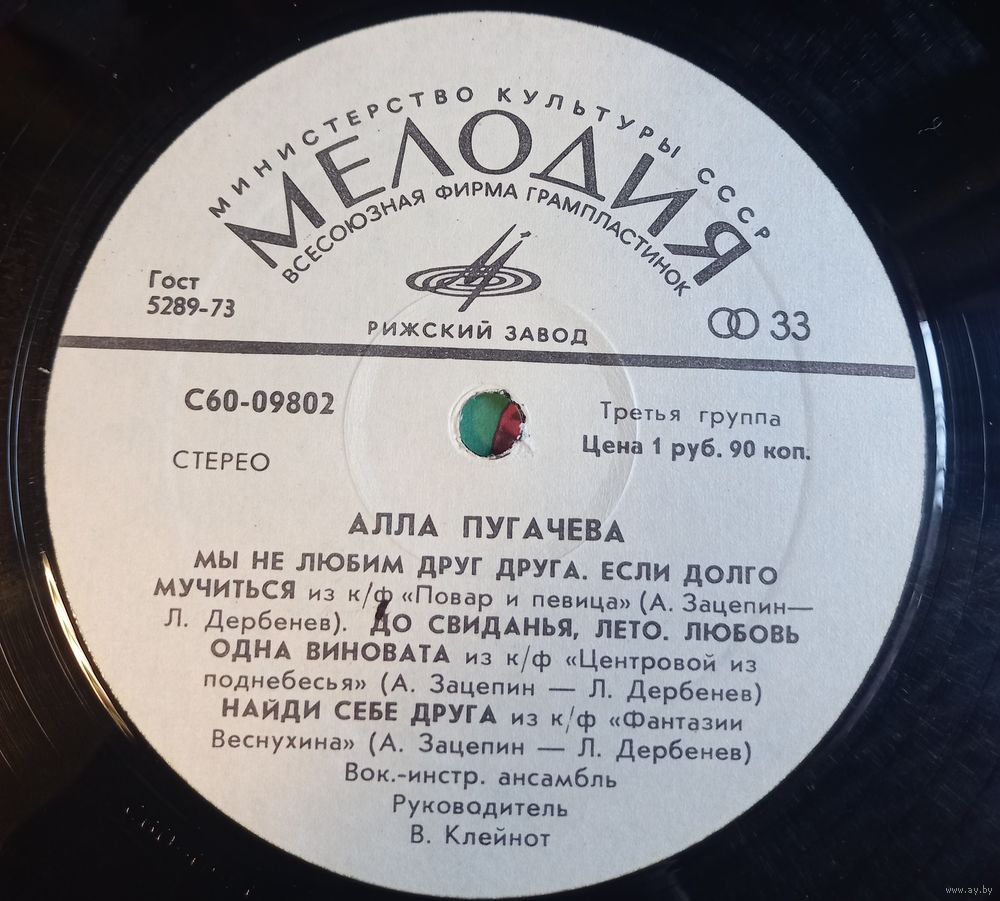 МИНИСТЕРСТВО КУЛЬТУРЫ СССР
МЕЛОДИЯ
ВСЕСОЮЗНАЯ ФИРМА ГРАМПЛАСТИНОК
Гост
5289-73
РИЖСКИЙ ЗАВОД
33
С60-09802
Третья группа
Цена 1 руб. 90 коп.
СТЕРЕО
АЛЛА ПУГАЧЕВА
МЫ НЕ ЛЮБИМ ДРУГ ДРУГА. ЕСЛИ ДОЛГО
МУЧИТЬСЯ из к/ф «Повар и певица» (А. Зацепин—
Л. Дербенев). ДО СВИДАНЬЯ, ЛЕТО. ЛЮБОВЬ
ОДНА ВИНОВАТА из к/ф «Центровой из
поднебесья» (А. Зацепин — Л. Дербенев)
НАЙДИ СЕБЕ ДРУГА из к/ф «Фантазии
Веснухина» (А. Зацепин — Л. Дербенев)
Вок.-инстр. ансамбль
Руководитель
В. Клейнот
www.ay.by